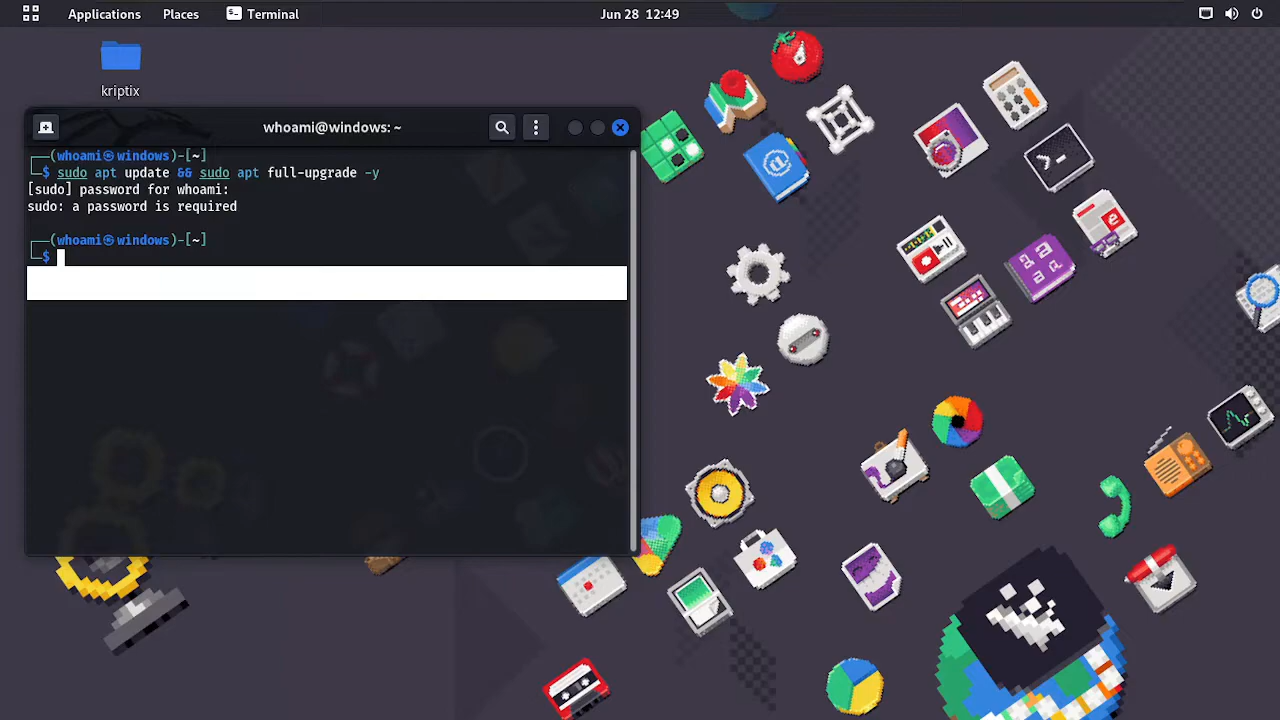 Applications Places Terminal Jun 28 12:49
kriptix
whoami@windows: ~
┌──(whoami㉿windows)-[~]
└─$ sudo apt update && sudo apt full-upgrade -y
[sudo] password for whoami:
sudo: a password is required
┌──(whoami㉿windows)-[~]
└─$